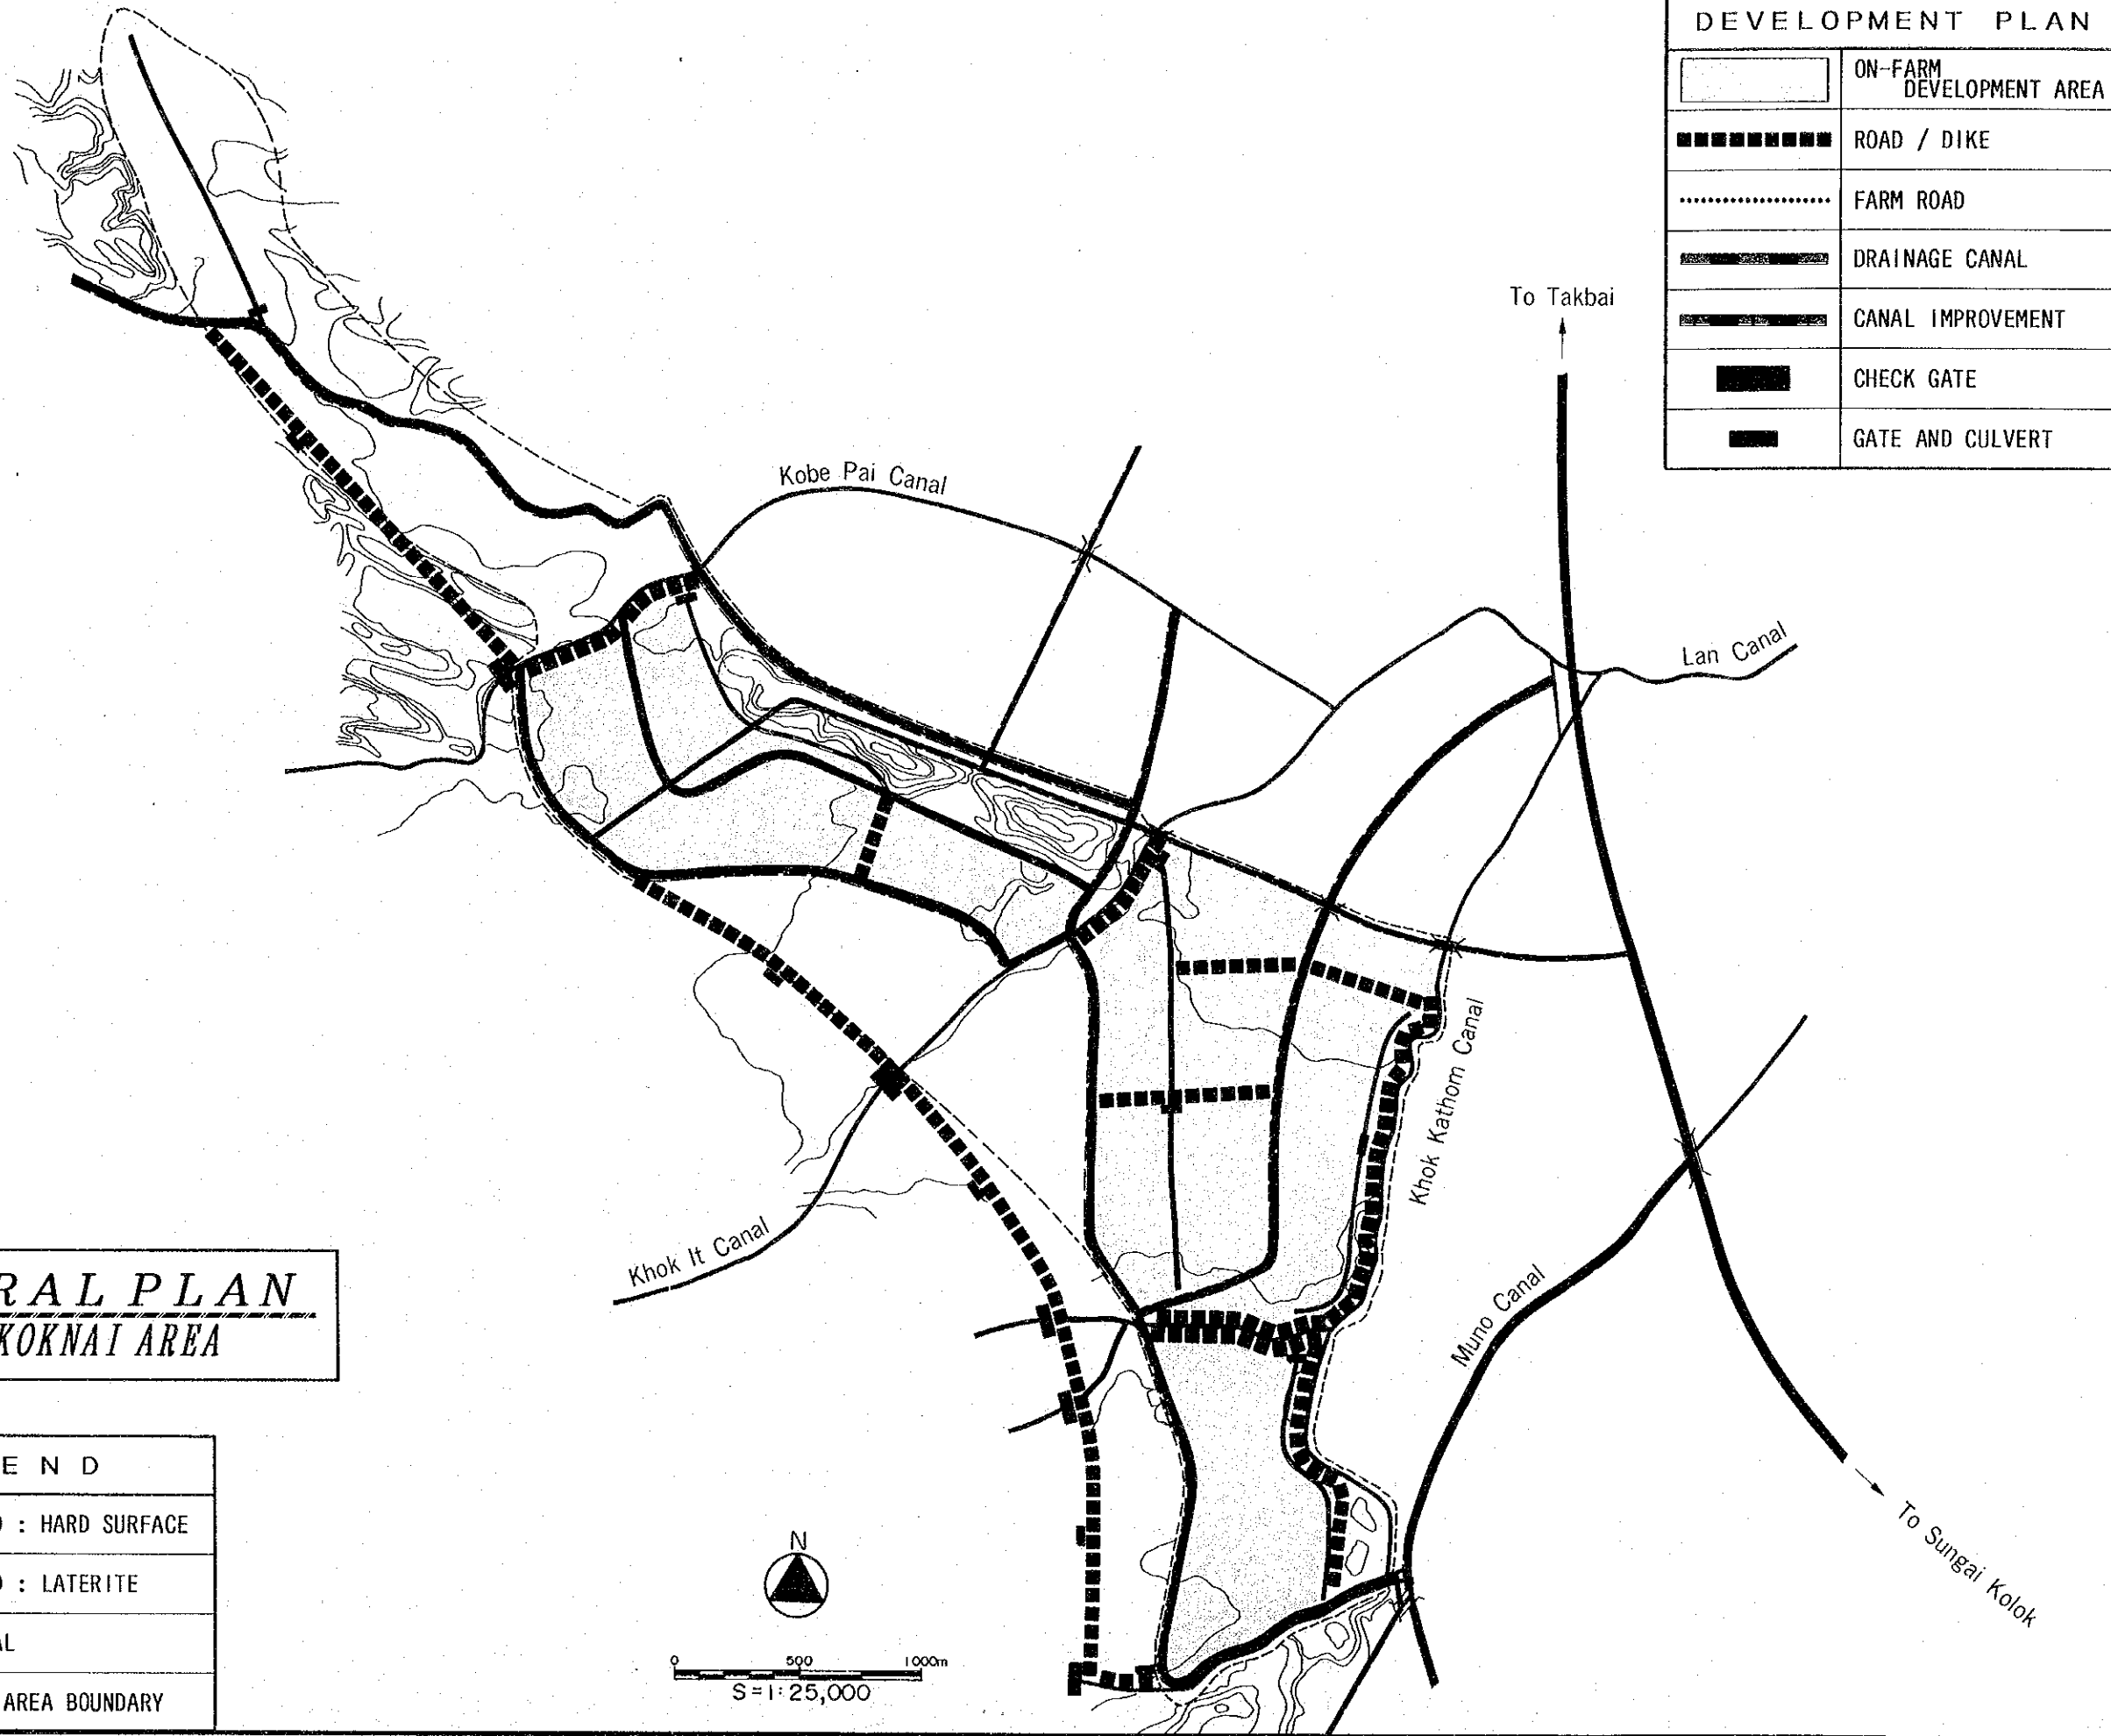 DEVELOPMENT PLAN
ON-FARM
DEVELOPMENT AREA
ROAD / DIKE
FARM ROAD
DRAINAGE CANAL
CANAL IMPROVEMENT
CHECK GATE
GATE AND CULVERT
To Takbai
Kobe Pai Canal
Lan Canal
Khok Kathom Canal
Khok It Canal
Muno Canal
To Sungai Kolok
RAL PLAN
KOKNAI AREA
E N D
: HARD SURFACE
: LATERITE
AL
AREA BOUNDARY
N
0 500 1000m
S=1:25,000